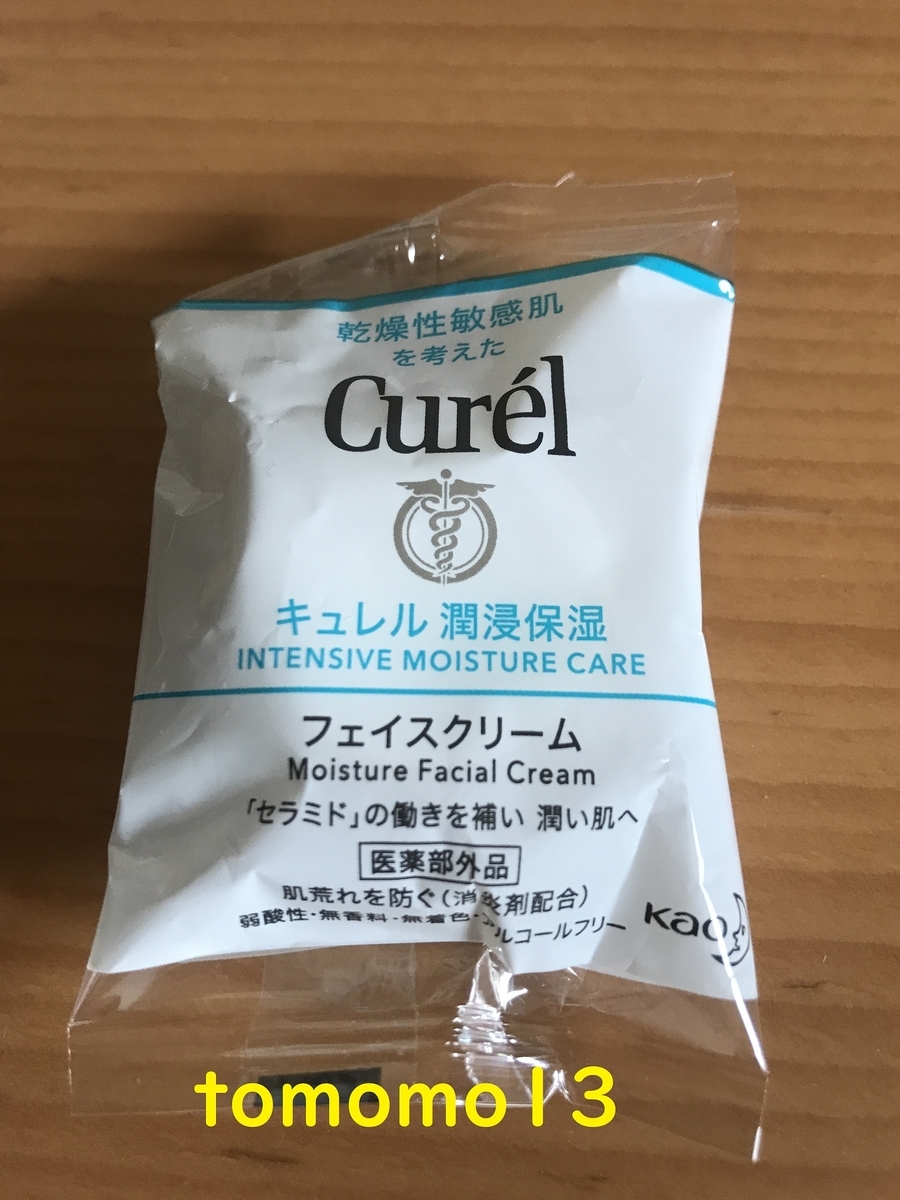 乾燥性敏感肌
を考えた
Curél
キュレル 潤浸保湿
INTENSIVE MOISTURE CARE
フェイスクリーム
Moisture Facial Cream
「セラミド」の働きを補い 潤い肌へ
医薬部外品
肌荒れを防ぐ(消炎剤配合)
弱酸性・無香料・無着色・アルコールフリー
Kao
tomomo13